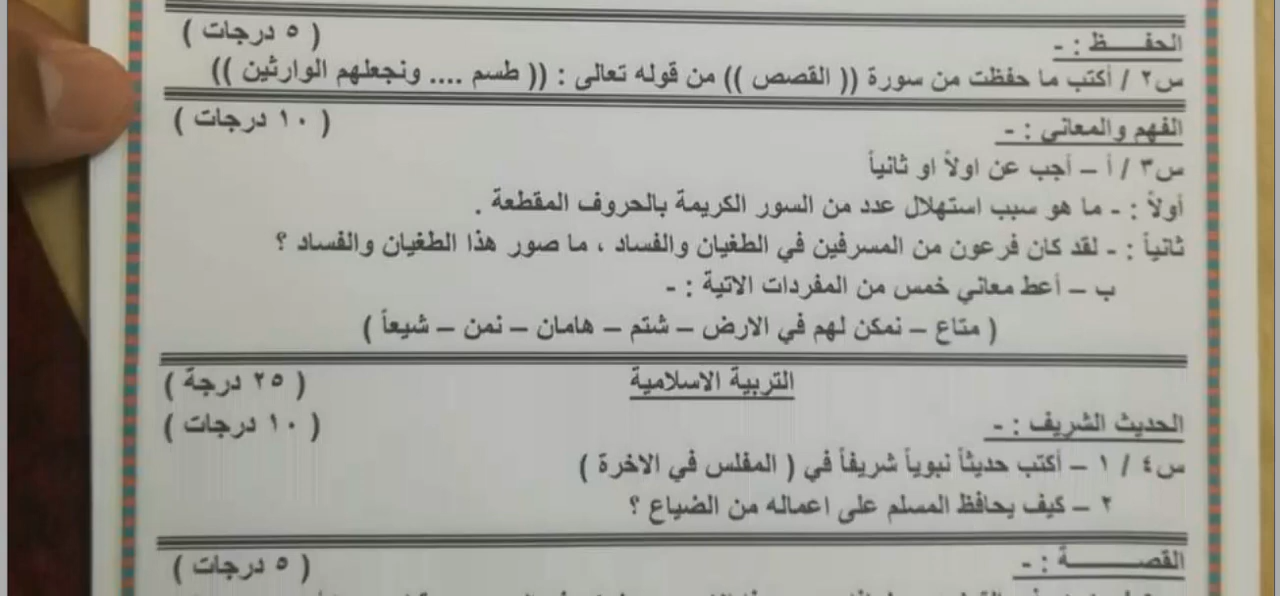 الحفـــظ : - ( ٥ درجات )
س٢ / أكتب ما حفظت من سورة (( القصص )) من قوله تعالى : (( طسم .... ونجعلهم الوارثين ))
الفهم والمعاني : - ( ١٠ درجات )
س٣ / أ – أجب عن اولاً او ثانياً
أولاً : - ما هو سبب استهلال عدد من السور الكريمة بالحروف المقطعة .
ثانياً : - لقد كان فرعون من المسرفين في الطغيان والفساد ، ما صور هذا الطغيان والفساد ؟
ب – أعط معاني خمس من المفردات الاتية : -
( متاع – نمكن لهم في الارض – شتم – هامان – نمن – شيعاً )
التربية الاسلامية ( ٢٥ درجة )
الحديث الشريف : - ( ١٠ درجات )
س٤ / ١ – أكتب حديثاً نبوياً شريفاً في ( المفلس في الاخرة )
٢ – كيف يحافظ المسلم على اعماله من الضياع ؟
القصــــــة : - ( ٥ درجات )